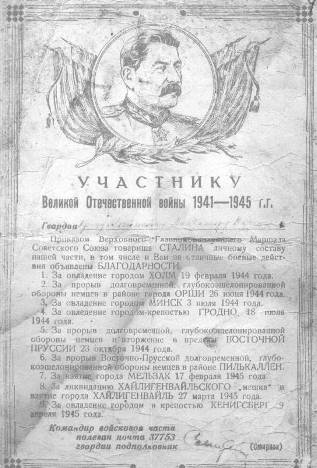 УЧАСТНИКУ
Великой Отечественной войны 1941—1945 г.г.
Гвардии
Приказом Верховного Главнокомандующего Маршала
Советского Союза товарища СТАЛИНА личному составу
нашей части, в том числе и Вам за отличные боевые дейст-
вия объявлены БЛАГОДАРНОСТИ:
1. За овладение городом ХОЛМ 19 февраля 1944 года.
2. За прорыв долговременной, глубокоэшелонированной
обороны немцев в районе города ОРШИ 26 июня 1944 года.
3. За овладение городом МИНСК 3 июля 1944 года.
4. За овладение городом-крепостью ГРОДНО, 16 июля
1944 года.
5. За прорыв долговременной, глубокоэшелонированной
обороны немцев и вторжение в пределы ВОСТОЧНОЙ
ПРУССИИ 23 октября 1944 года.
6. За прорыв Восточно-Прусской долговременной, глубо-
коэшелонированной обороны немцев в районе ПИЛЬКАЛЛЕН.
7. За взятие города МЕЛЬЗАК 17 февраля 1945 года.
8. За ликвидацию ХАЙЛИГЕНБАЙЛЬСКОГО „мешка“ и
взятие города ХАЙЛИГЕНБАЙЛЬ 27 марта 1945 года.
9. За овладение городом и крепостью КЕНИГСБЕРГ 9
апреля 1945 года.
Командир войсковой части
полевая почта 37753
гвардии подполковник
(Смирнов)